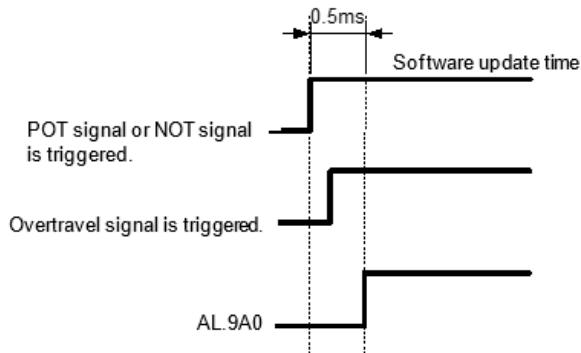 0.5ms
Software update time
POT signal or NOT signal
is triggered.
Overtravel signal is triggered.
AL.9A0